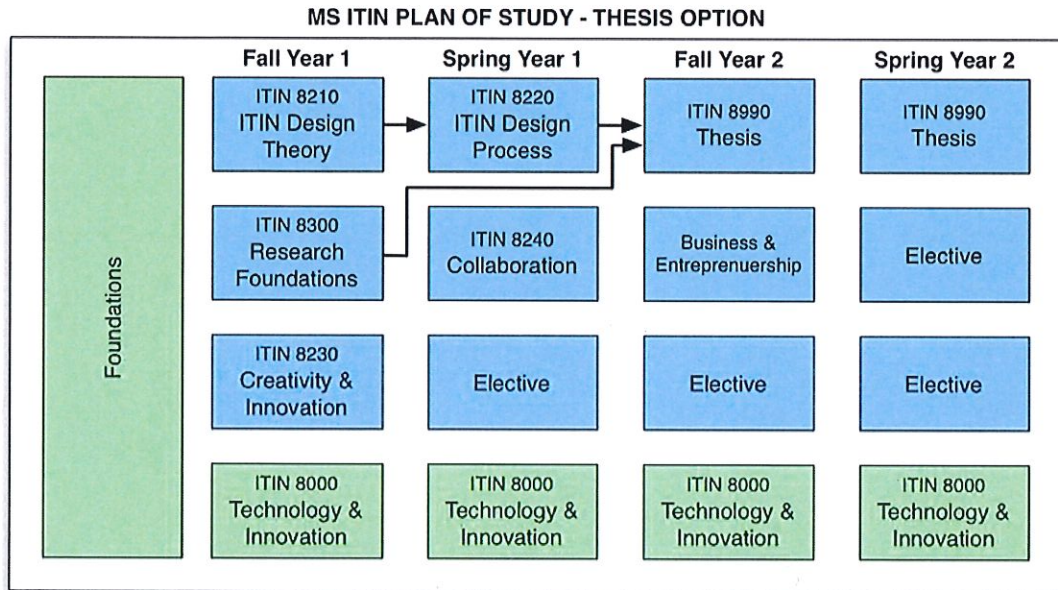 MS ITIN PLAN OF STUDY - THESIS OPTION
Foundations
Fall Year 1
ITIN 8210
ITIN Design
Theory
ITIN 8300
Research
Foundations
ITIN 8230
Creativity &
Innovation
ITIN 8000
Technology &
Innovation
Spring Year 1
ITIN 8220
ITIN Design
Process
ITIN 8240
Collaboration
Elective
ITIN 8000
Technology &
Innovation
Fall Year 2
ITIN 8990
Thesis
Business &
Entreprenuership
Elective
ITIN 8000
Technology &
Innovation
Spring Year 2
ITIN 8990
Thesis
Elective
Elective
ITIN 8000
Technology &
Innovation